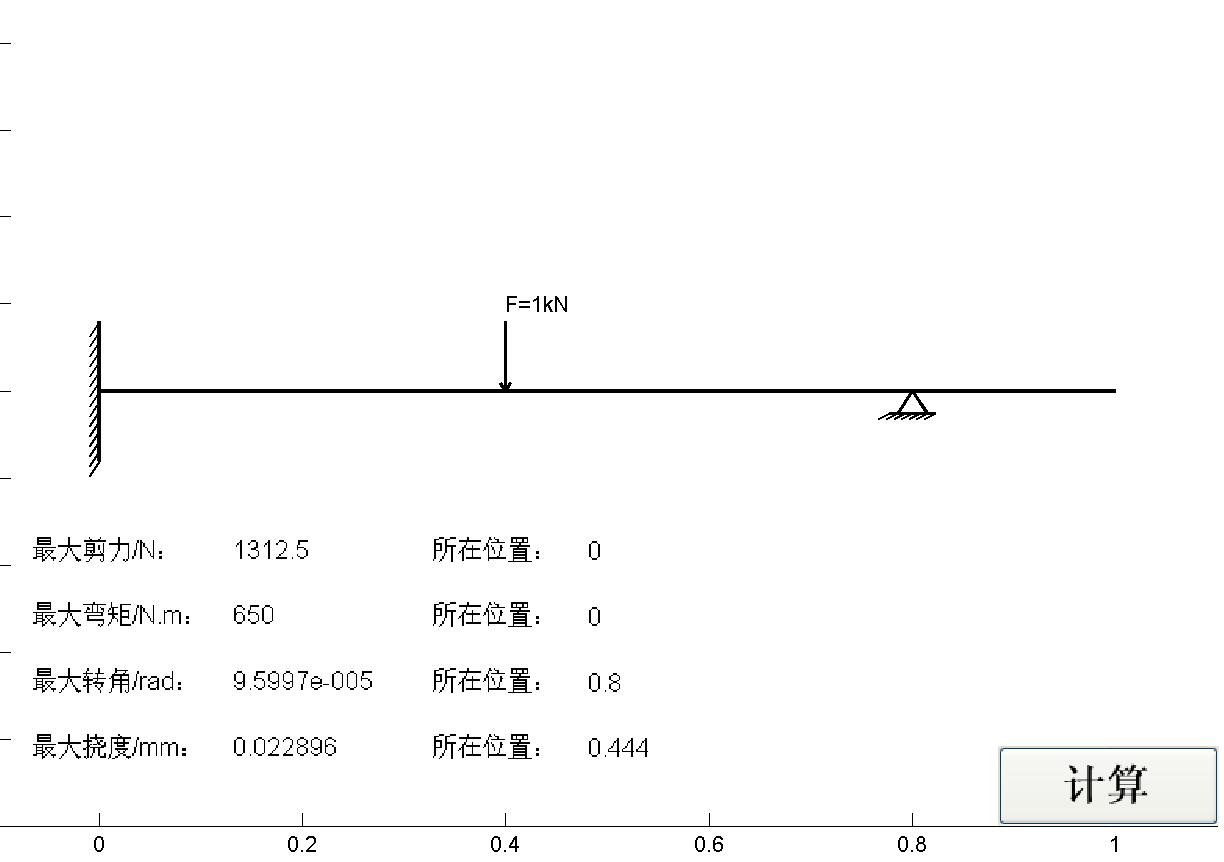 F=1kN
最大剪力/N: 1312.5 所在位置: 0
最大弯矩/N.m: 650 所在位置: 0
最大转角/rad: 9.5997e-005 所在位置: 0.8
最大挠度/mm: 0.022896 所在位置: 0.444
计算
0 0.2 0.4 0.6 0.8 1